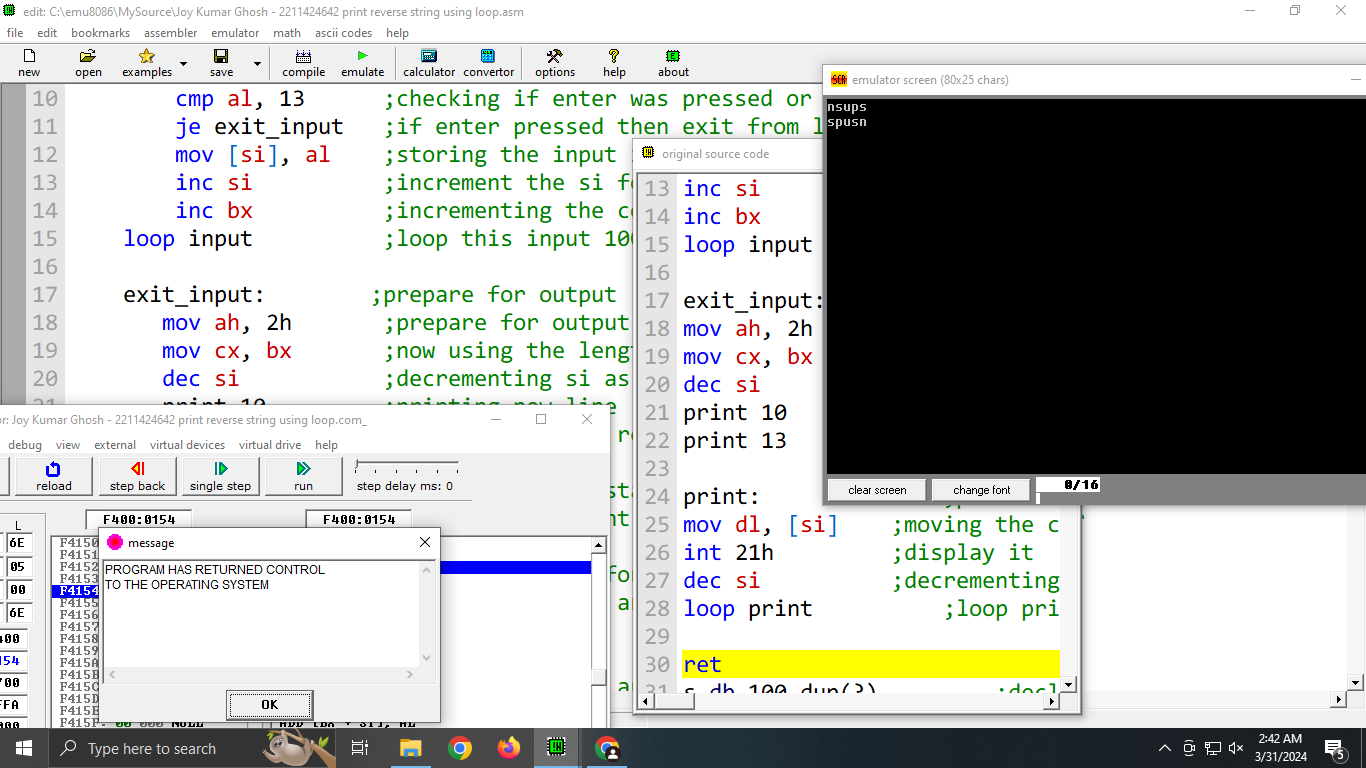 edit: C:\emu8086\MySource\Joy Kumar Ghosh - 2211424642 print reverse string using loop.asm
file edit bookmarks assembler emulator math ascii codes help
new open examples save compile emulate calculator convertor options help about
10 cmp al, 13 ;checking if enter was pressed or
11 je exit_input ;if enter pressed then exit from l
12 mov [si], al ;storing the input
13 inc si ;increment the si fo
14 inc bx ;incrementing the co
15 loop input ;loop this input 100
16
17 exit_input: ;prepare for output
18 mov ah, 2h ;prepare for output
19 mov cx, bx ;now using the lengt
20 dec si ;decrementing si as
print 10 ;printing new line
emulator screen (80x25 chars)
nsups
spusn
clear screen change font 0/16
original source code
13 inc si
14 inc bx
15 loop input
16
17 exit_input:
18 mov ah, 2h
19 mov cx, bx
20 dec si
21 print 10
22 print 13
23
24 print:
25 mov dl, [si] ;moving the c
26 int 21h ;display it
27 dec si ;decrementing
28 loop print ;loop pri
29
30 ret
31 s db 100 dup(?) ;decl
or: Joy Kumar Ghosh - 2211424642 print reverse string using loop.com_
debug view external virtual devices virtual drive help
reload step back single step run step delay ms: 0
F400:0154 F400:0154
L
6E
05
00
6E
400
154
700
FFA
000
F4150
F4151
F4152
F4153
F4154
F4155
F4156
F4157
F4158
F4159
F415A
F415B
F415C
F415D
F415E
F415F: 00 000 NULL ADD [BX + SI], AL
message
PROGRAM HAS RETURNED CONTROL
TO THE OPERATING SYSTEM
OK
Type here to search
2:42 AM
3/31/2024
5